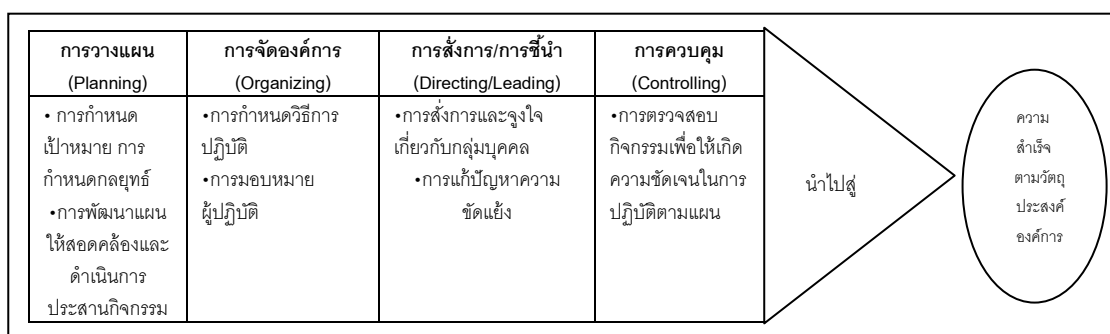 การวางแผน
(Planning)
• การกำหนด
เป้าหมาย การ
กำหนดกลยุทธ์
•การพัฒนาแผน
ให้สอดคล้องและ
ดำเนินการ
ประสานกิจกรรม
การจัดองค์การ
(Organizing)
•การกำหนดวิธีการ
ปฏิบัติ
•การมอบหมาย
ผู้ปฏิบัติ
การสั่งการ/การชี้นำ
(Directing/Leading)
•การสั่งการและจูงใจ
เกี่ยวกับกลุ่มบุคคล
•การแก้ปัญหาความ
ขัดแย้ง
การควบคุม
(Controlling)
•การตรวจสอบ
กิจกรรมเพื่อให้เกิด
ความชัดเจนในการ
ปฏิบัติตามแผน
นำไปสู่
ความ
สำเร็จ
ตามวัตถุ
ประสงค์
องค์การ